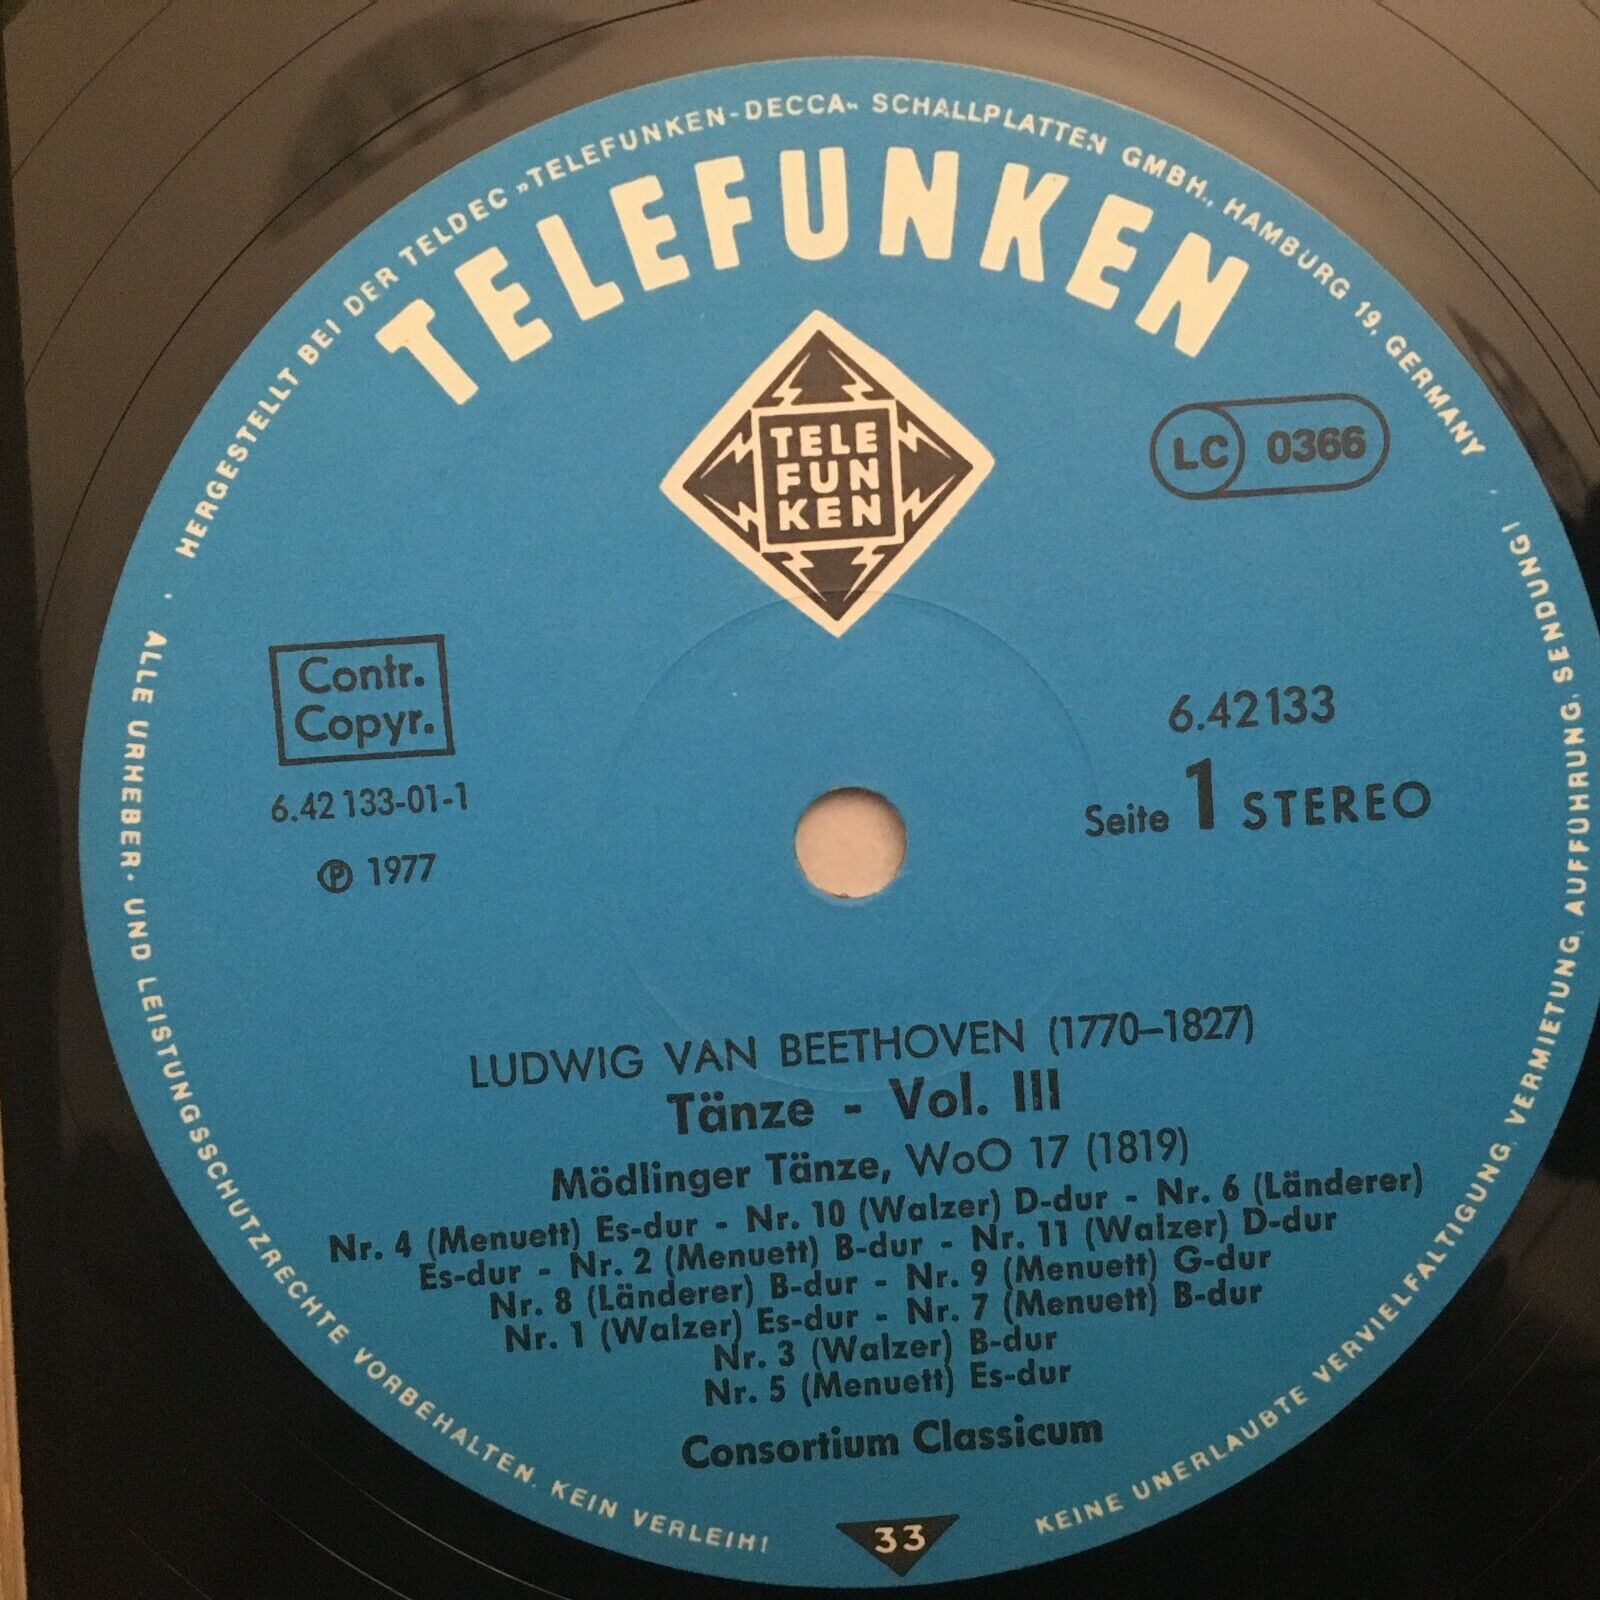 HERGESTELLT BEI DER TELDEC »TELEFUNKEN-DECCA« SCHALLPLATTEN GMBH., HAMBURG 19, GERMANY
TELEFUNKEN
TELE
FUN
KEN
LC 0366
Contr.
Copyr.
6.42 133-01-1
℗ 1977
6.42133
Seite 1 STEREO
LUDWIG VAN BEETHOVEN (1770–1827)
Tänze - Vol. III
Mödlinger Tänze, WoO 17 (1819)
Nr. 4 (Menuett) Es-dur - Nr. 10 (Walzer) D-dur - Nr. 6 (Länderer)
Es-dur - Nr. 2 (Menuett) B-dur - Nr. 11 (Walzer) D-dur
Nr. 8 (Länderer) B-dur - Nr. 9 (Menuett) G-dur
Nr. 1 (Walzer) Es-dur - Nr. 7 (Menuett) B-dur
Nr. 3 (Walzer) B-dur
Nr. 5 (Menuett) Es-dur
Consortium Classicum
33
ALLE URHEBER- UND LEISTUNGSSCHUTZRECHTE VORBEHALTEN. KEIN VERLEIH!
KEINE UNERLAUBTE VERVIELFALTIGUNG, VERMIETUNG, AUFFUHRUNG, SENDUNG!